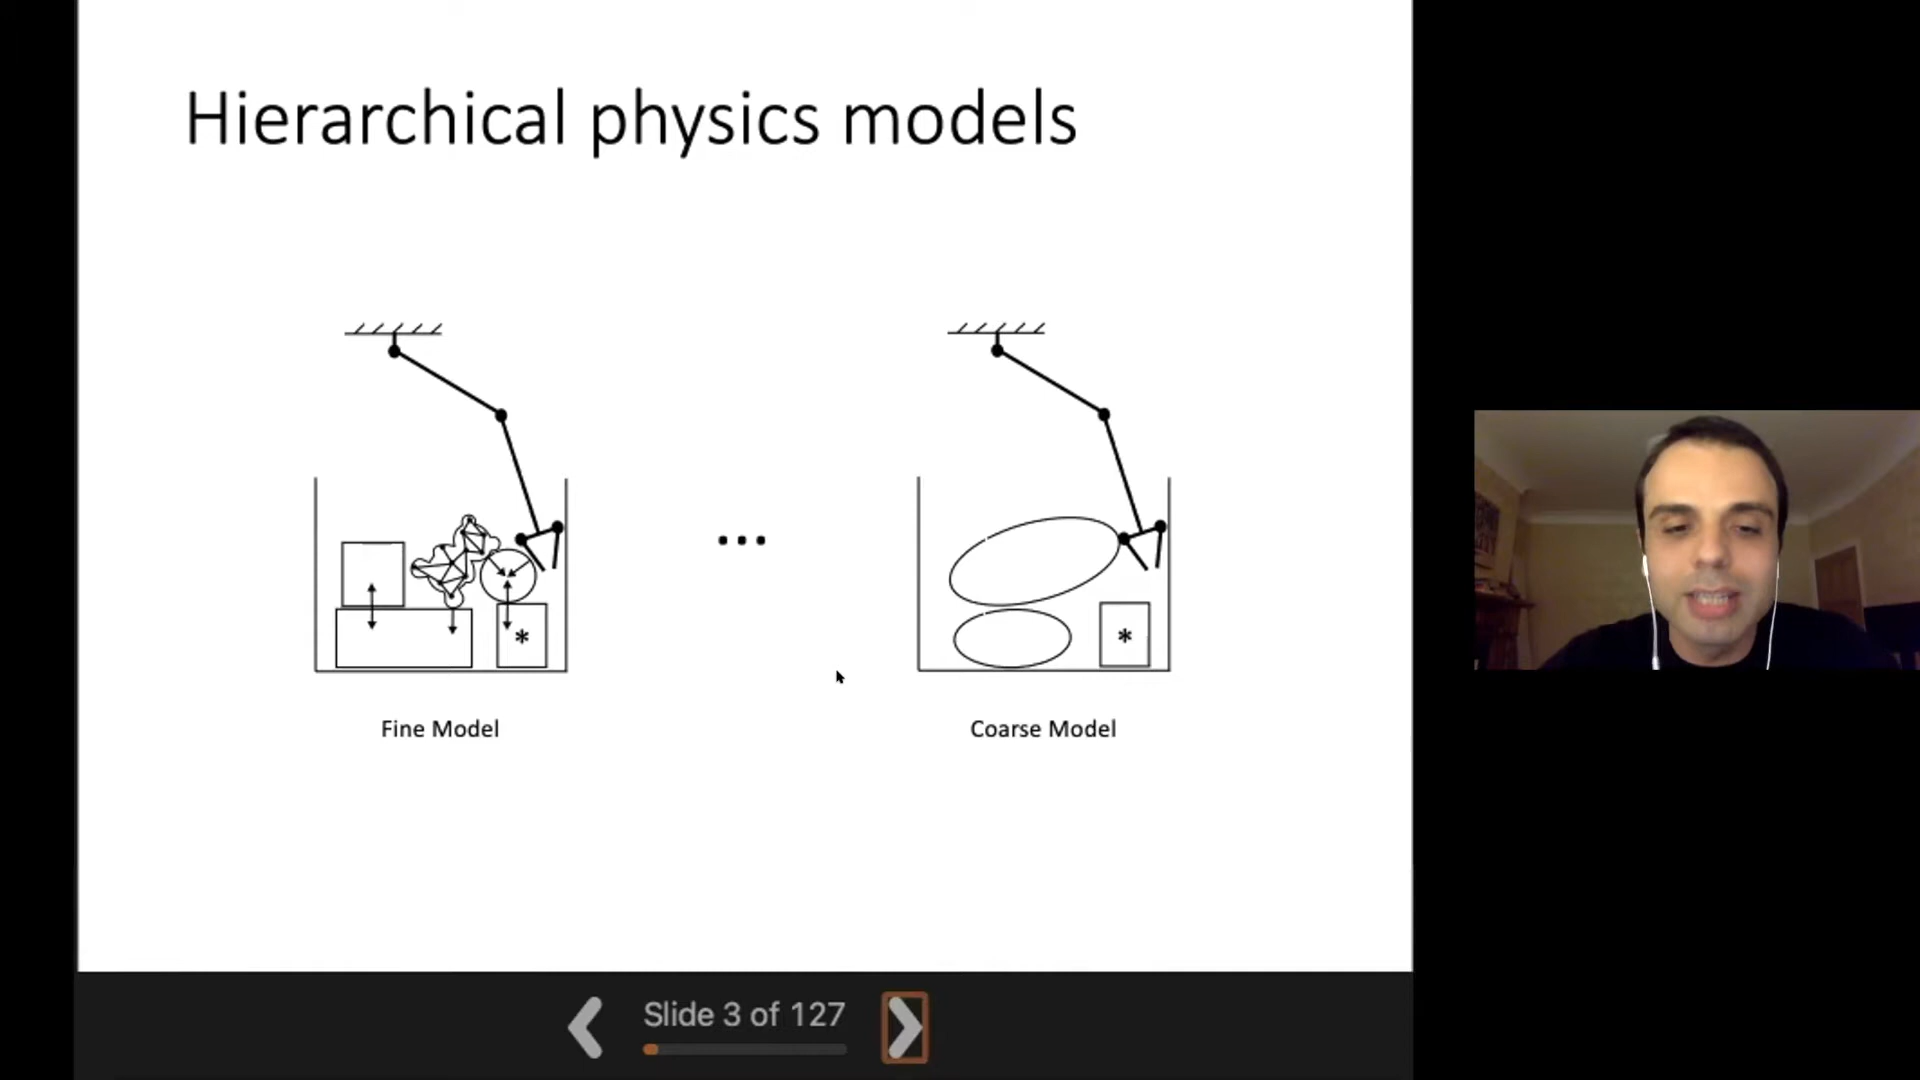 Hierarchical physics models
...
*
*
Fine Model
Coarse Model
Slide 3 of 127